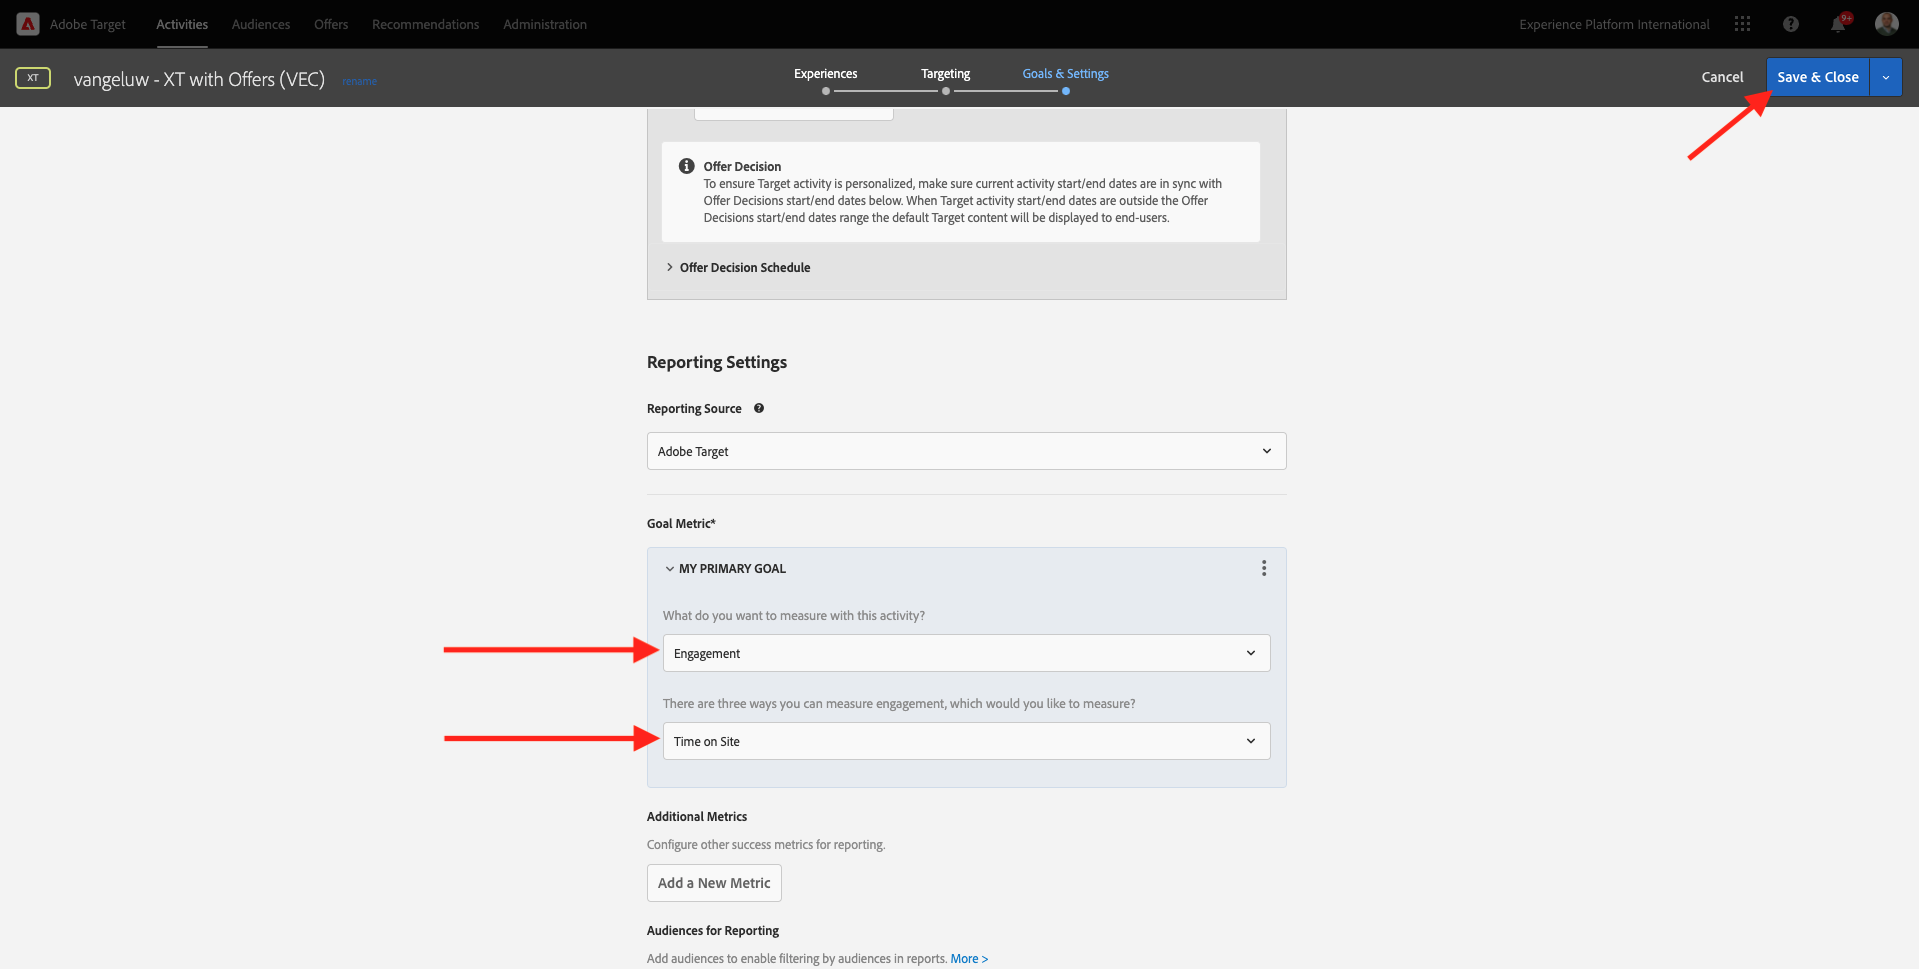 Adobe Target
Activities
Audiences
Offers
Recommendations
Administration
Experience Platform International
9+
XT
vangeluw - XT with Offers (VEC)
rename
Experiences
Targeting
Goals & Settings
Cancel
Save & Close
Offer Decision
To ensure Target activity is personalized, make sure current activity start/end dates are in sync with
Offer Decisions start/end dates below. When Target activity start/end dates are outside the Offer
Decisions start/end dates range the default Target content will be displayed to end-users.
Offer Decision Schedule
Reporting Settings
Reporting Source
Adobe Target
Goal Metric*
MY PRIMARY GOAL
What do you want to measure with this activity?
Engagement
There are three ways you can measure engagement, which would you like to measure?
Time on Site
Additional Metrics
Configure other success metrics for reporting.
Add a New Metric
Audiences for Reporting
Add audiences to enable filtering by audiences in reports. More >